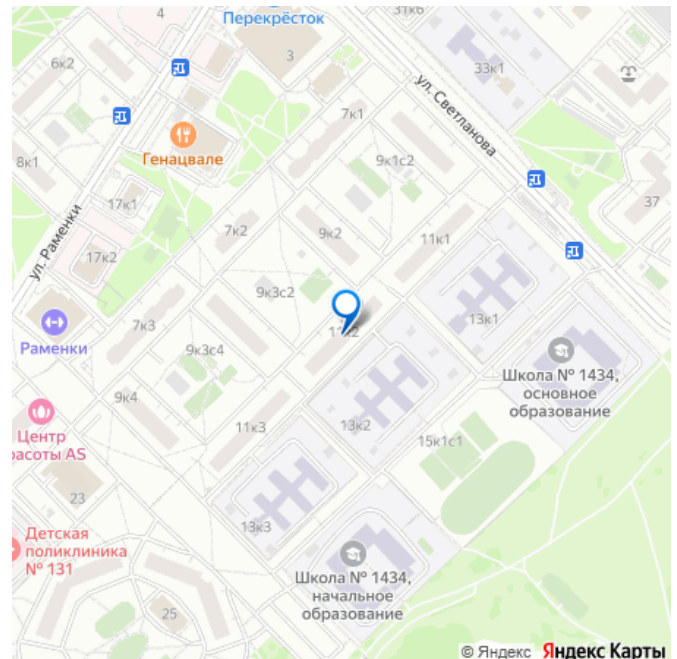 Перекрёсток
31к6
4
3
33к1
6к2
ул. Светланова
7к1
Генацвале
8к1
9к1с2
17к1
37
ул. Раменки
7к2
9к2
11к1
17к2
9к3с2
7к3
13к1
Раменки
9к3с4
Школа № 1434,
основное
образование
9к4
Центр
расоты AS
11к3
13к2
15к1с1
23
13к3
Детская
поликлиника
№ 131
Школа № 1434,
начальное
образование
25
© Яндекс Яндекс Карты